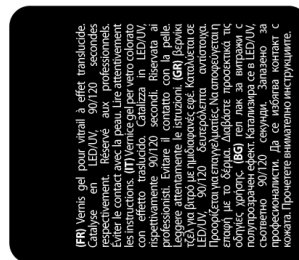 (FR) Vernis gel pour vitrail à effet translucide.
Catalyse en LED/UV, 90/120 secondes
respectivement. Réservé aux professionnels.
Éviter le contact avec la peau. Lire attentivement
les instructions. (IT) Vernice gel per vetro colorato
con effetto traslucido. Catalizza in LED/UV,
rispettivamente 90/120 secondi. Riservato ai
professionisti. Evitare il contatto con la pelle.
Leggere attentamente le istruzioni. (GR) Βερνίκι
τζελ για βιτρό με ημιδιαφανές εφέ. Καταλύεται σε
LED/UV, 90/120 δευτερόλεπτα αντίστοιχα.
Προορίζεται για επαγγελματίες. Να αποφεύγεται η
επαφή με το δέρμα. Διαβάστε προσεκτικά τις
οδηγίες χρήσης. (BG) Гел лак за витражи с
полупрозрачен ефект. Катализира се в LED/UV,
съответно 90/120 секунди. Запазено за
професионалисти. Да се избягва контакт с
кожата. Прочетете внимателно инструкциите.